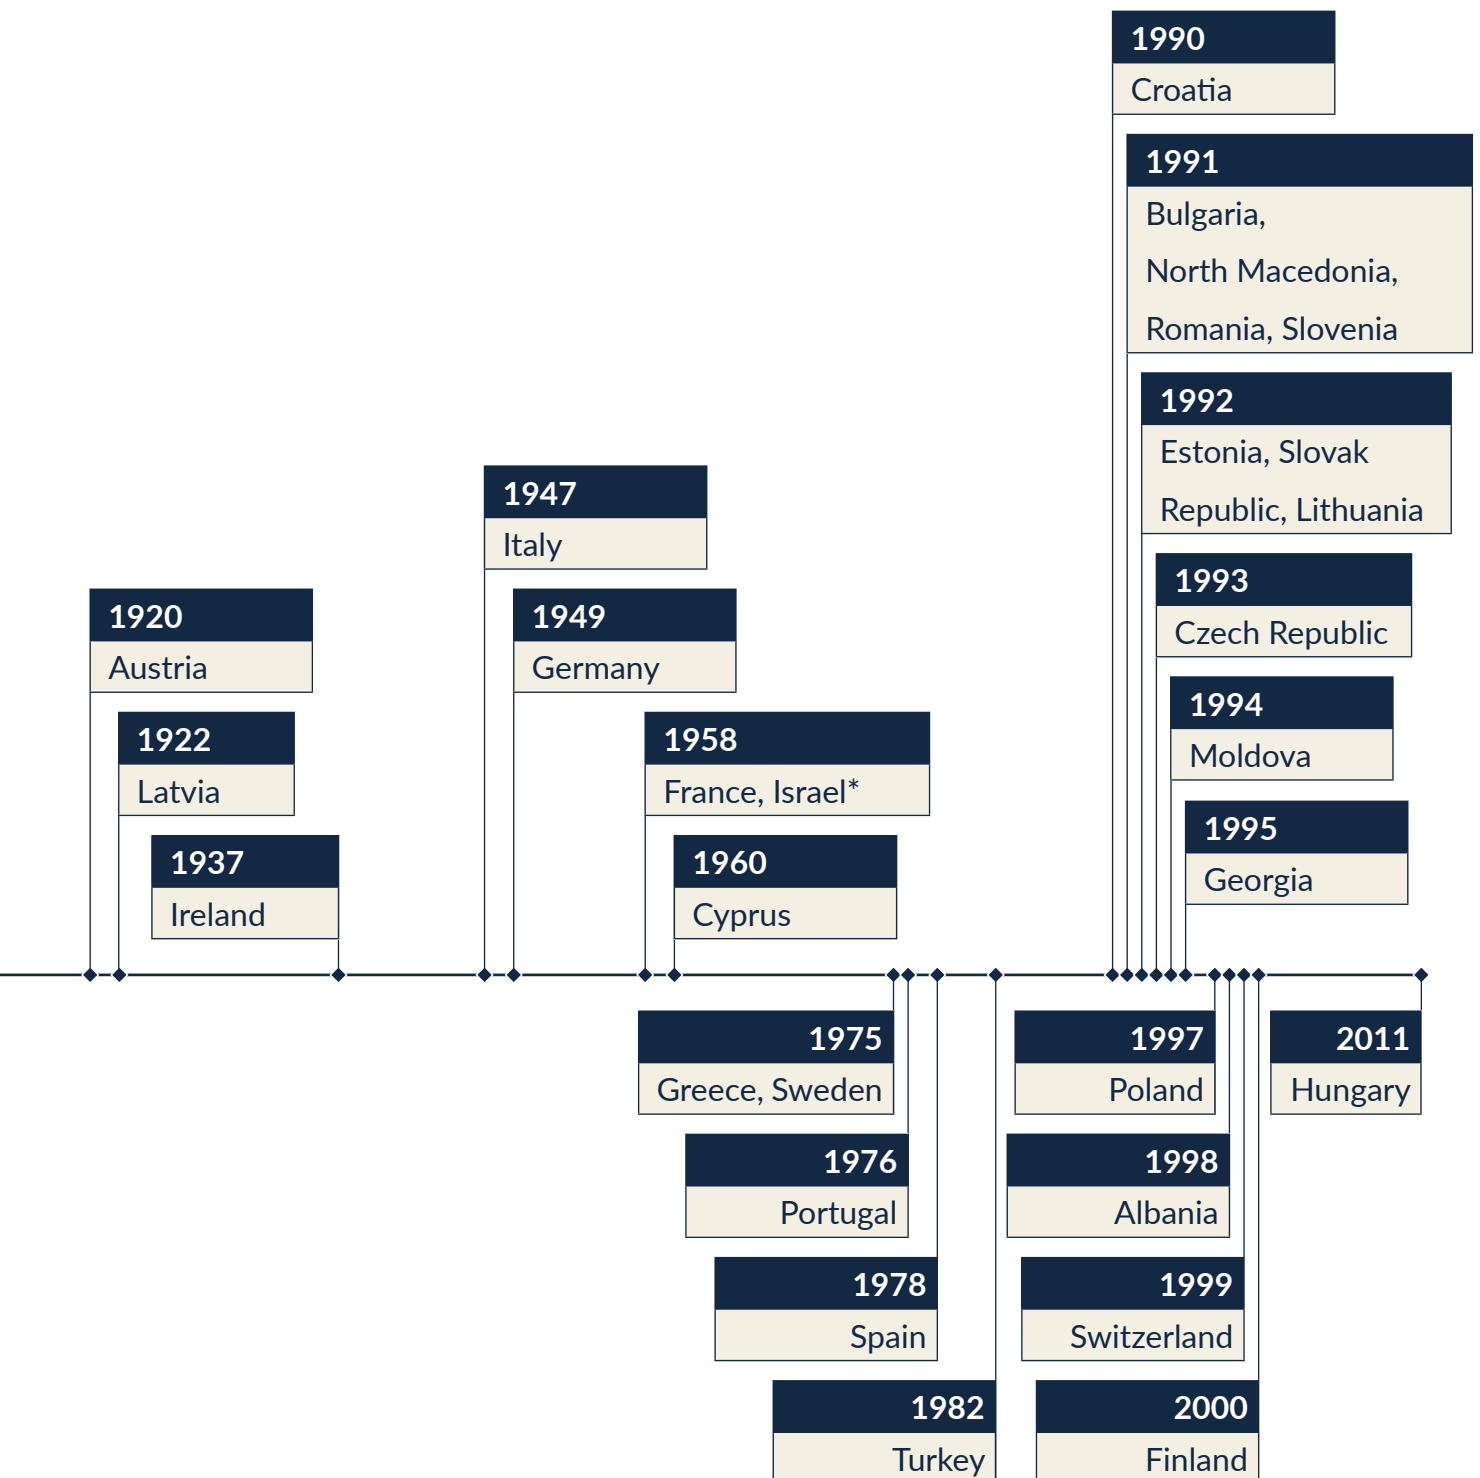 1990
Croatia
1991
Bulgaria,
North Macedonia,
Romania, Slovenia
1992
Estonia, Slovak
Republic, Lithuania
1947
Italy
1993
Czech Republic
1920
Austria
1949
Germany
1994
Moldova
1922
Latvia
1958
France, Israel*
1995
Georgia
1937
Ireland
1960
Cyprus
1975
Greece, Sweden
1997
Poland
2011
Hungary
1976
Portugal
1998
Albania
1978
Spain
1999
Switzerland
1982
Turkey
2000
Finland